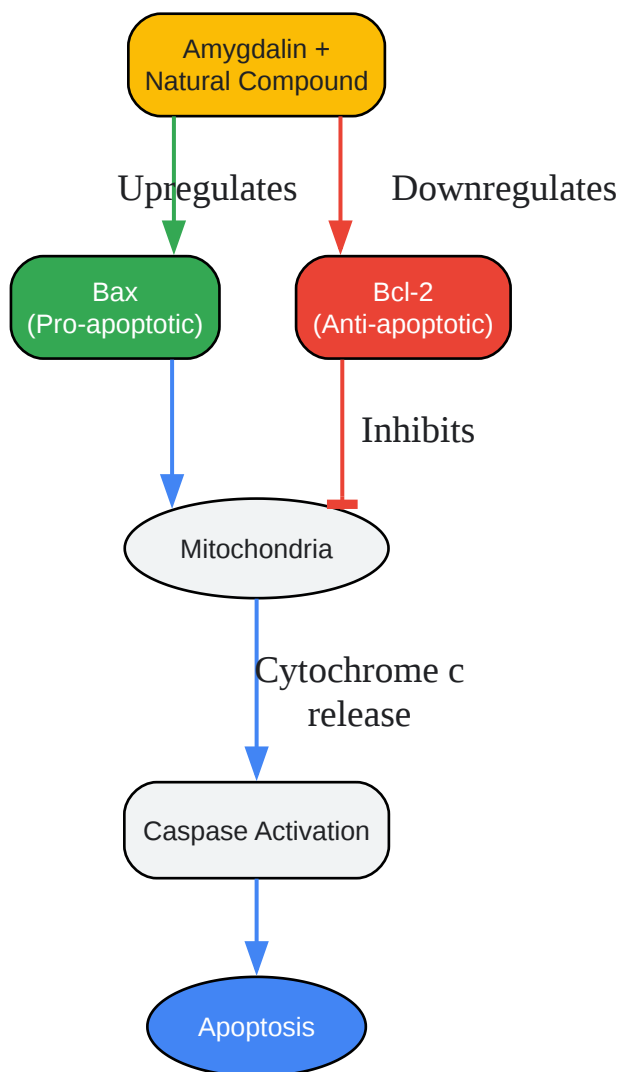 Amygdalin +
Natural Compound
Upregulates
Downregulates
Bax
(Pro-apoptotic)
Bcl-2
(Anti-apoptotic)
Inhibits
Mitochondria
Cytochrome c
release
Caspase Activation
Apoptosis